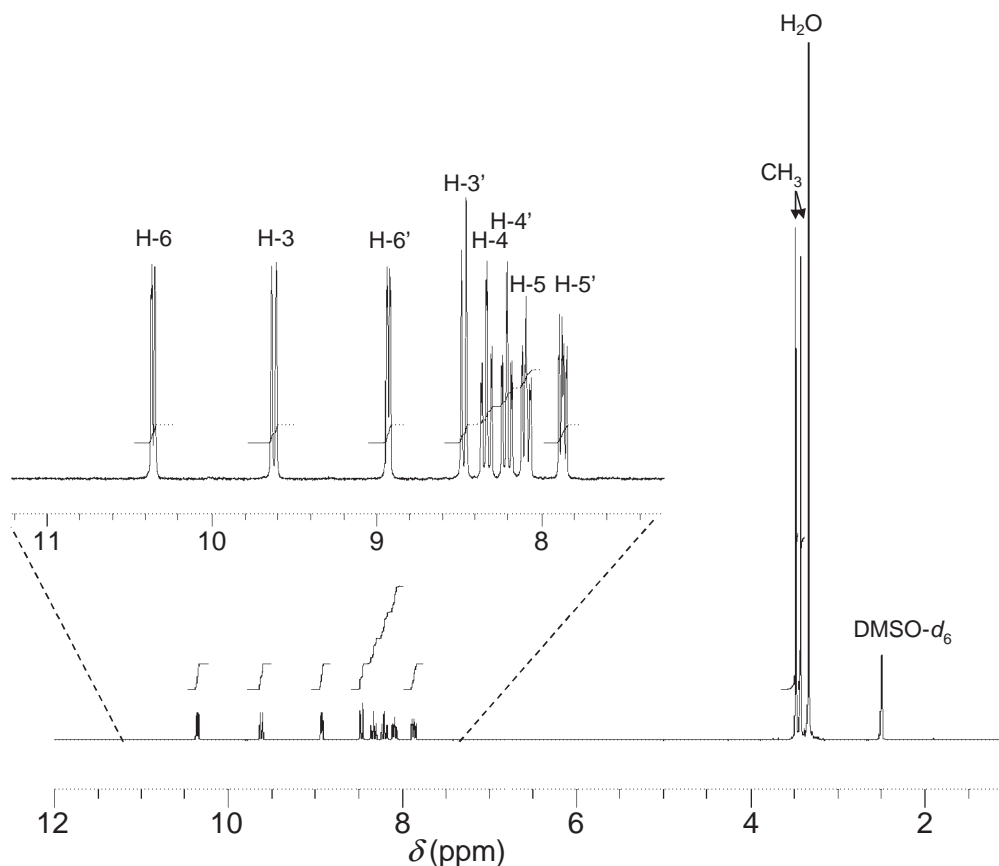 H₂O
CH₃
H-3’
H-4’
H-6
H-3
H-6’
H-4
H-5
H-5’
11
10
9
8
DMSO-d₆
12
10
8
6
4
2
δ (ppm)